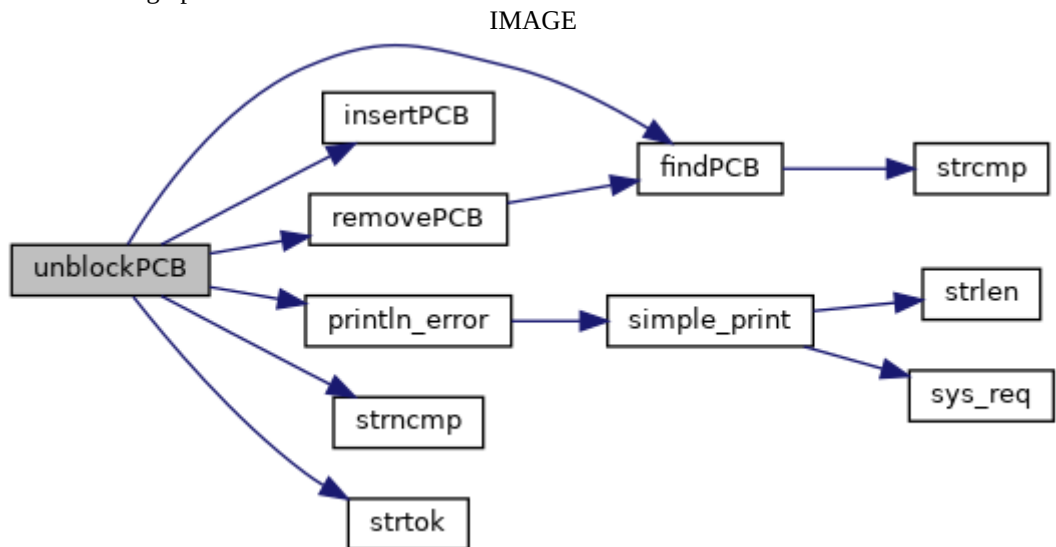 IMAGE
insertPCB
findPCB
strcmp
removePCB
unblockPCB
println_error
simple_print
strlen
sys_req
strncmp
strtok